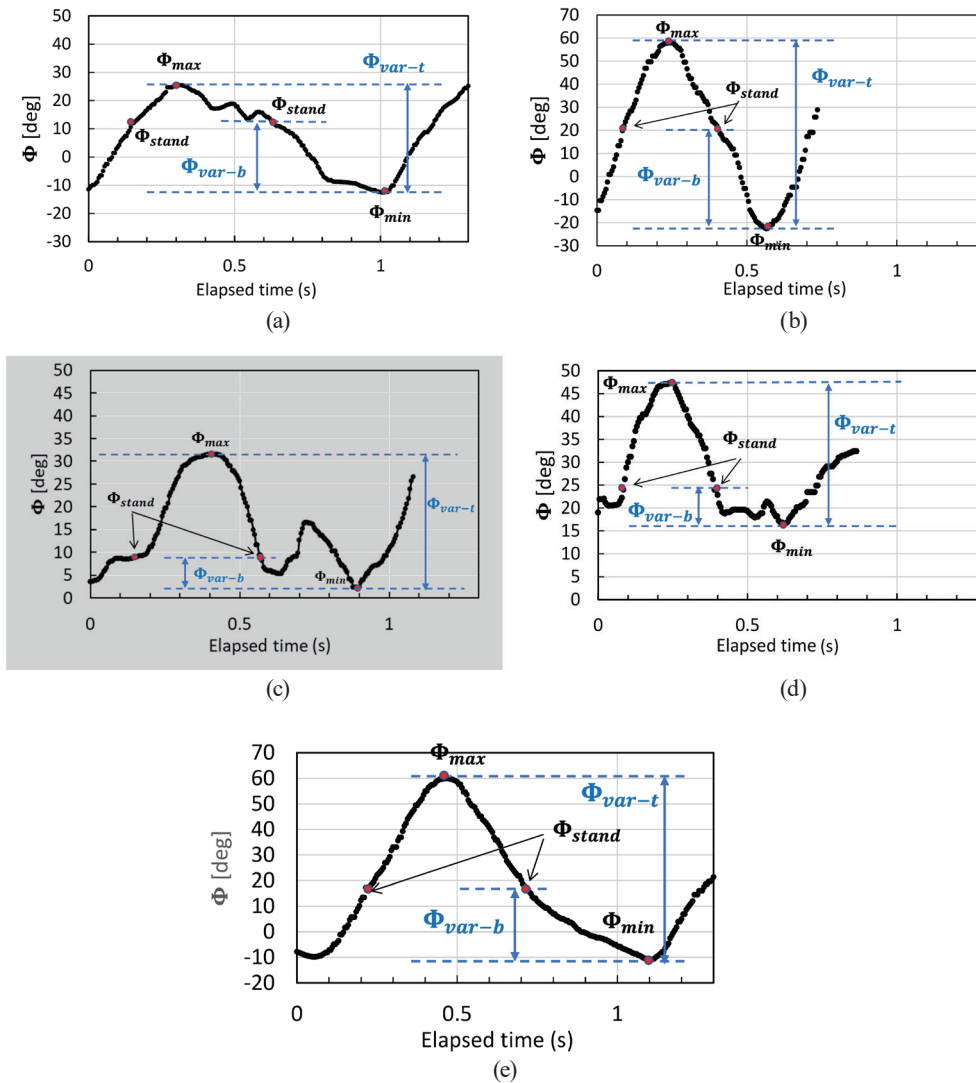 50
40
30
20
10
0
-10
-20
-30
Φ [deg]
Φmax
Φvar−t
Φstand
Φstand
Φvar−b
Φmin
0
0.5
1
Elapsed time (s)
(a)
70
60
50
40
30
20
10
0
-10
-20
-30
Φ [deg]
Φmax
Φvar−t
Φstand
Φvar−b
Φmin
0
0.5
1
Elapsed time (s)
(b)
50
45
40
35
30
25
20
15
10
5
0
Φ [deg]
Φmax
Φstand
Φvar−t
Φvar−b
Φmin
0
0.5
1
Elapsed time (s)
(c)
50
45
40
35
30
25
20
15
10
5
0
Φ [deg]
Φmax
Φvar−t
Φstand
Φvar−b
Φmin
0
0.5
1
Elapsed time (s)
(d)
70
60
50
40
30
20
10
0
-10
-20
Φ [deg]
Φmax
Φvar−t
Φstand
Φvar−b
Φmin
0
0.5
1
Elapsed time (s)
(e)